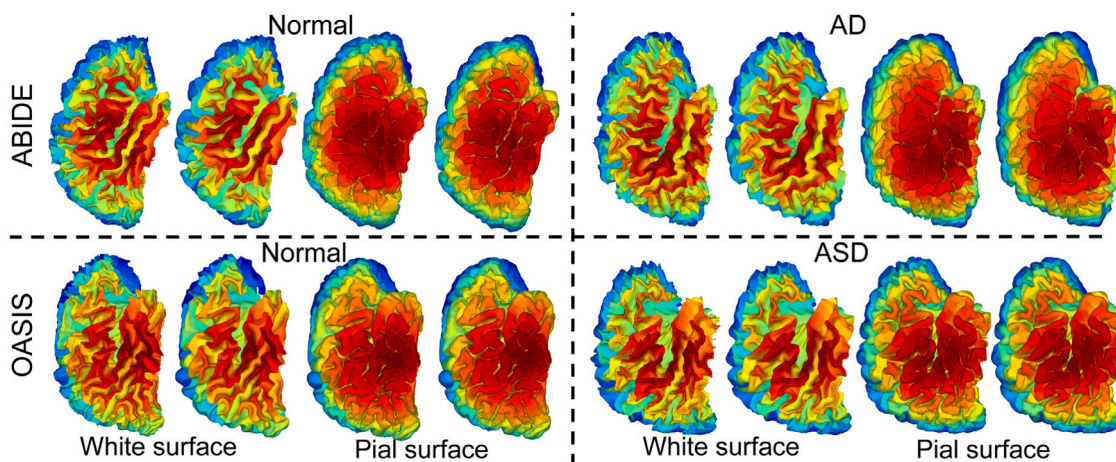 Normal
AD
ABIDE
Normal
ASD
OASIS
White surface
Pial surface
White surface
Pial surface